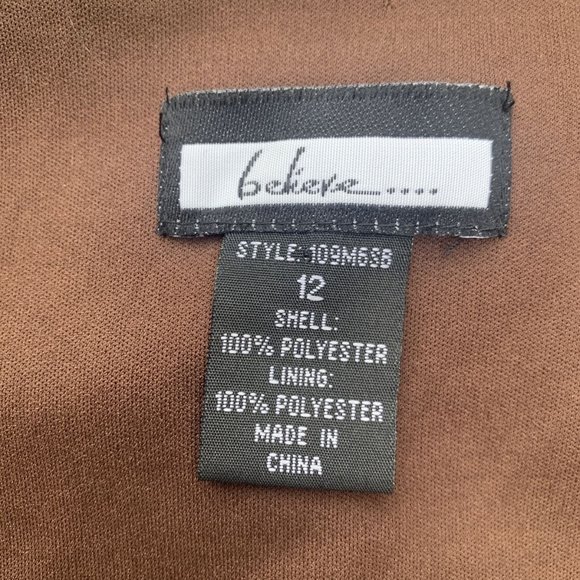 believe....
STYLE: 109M6SB
12
SHELL:
100% POLYESTER
LINING:
100% POLYESTER
MADE IN
CHINA